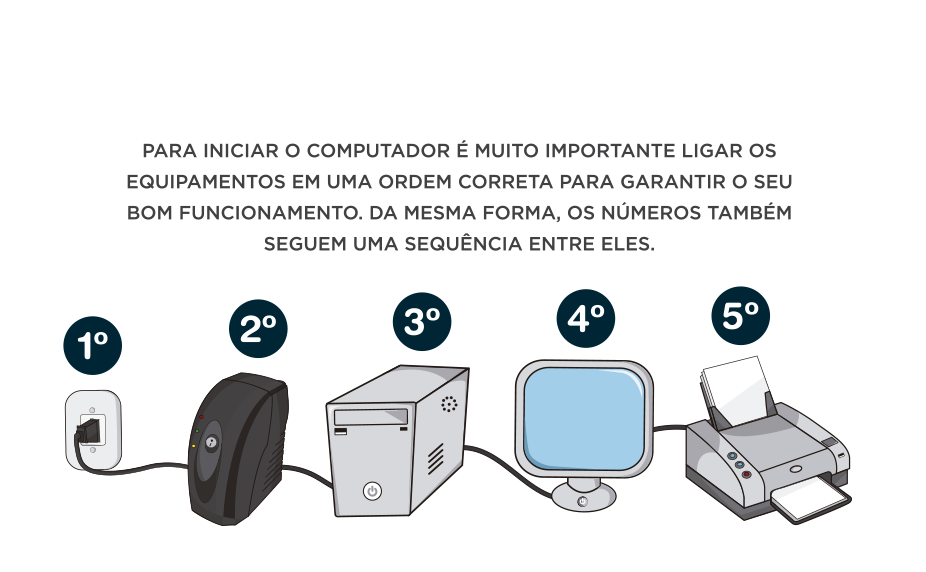 PARA INICIAR O COMPUTADOR É MUITO IMPORTANTE LIGAR OS
EQUIPAMENTOS EM UMA ORDEM CORRETA PARA GARANTIR O SEU
BOM FUNCIONAMENTO. DA MESMA FORMA, OS NÚMEROS TAMBÉM
SEGUEM UMA SEQUÊNCIA ENTRE ELES.
1º 2º 3º 4º 5º